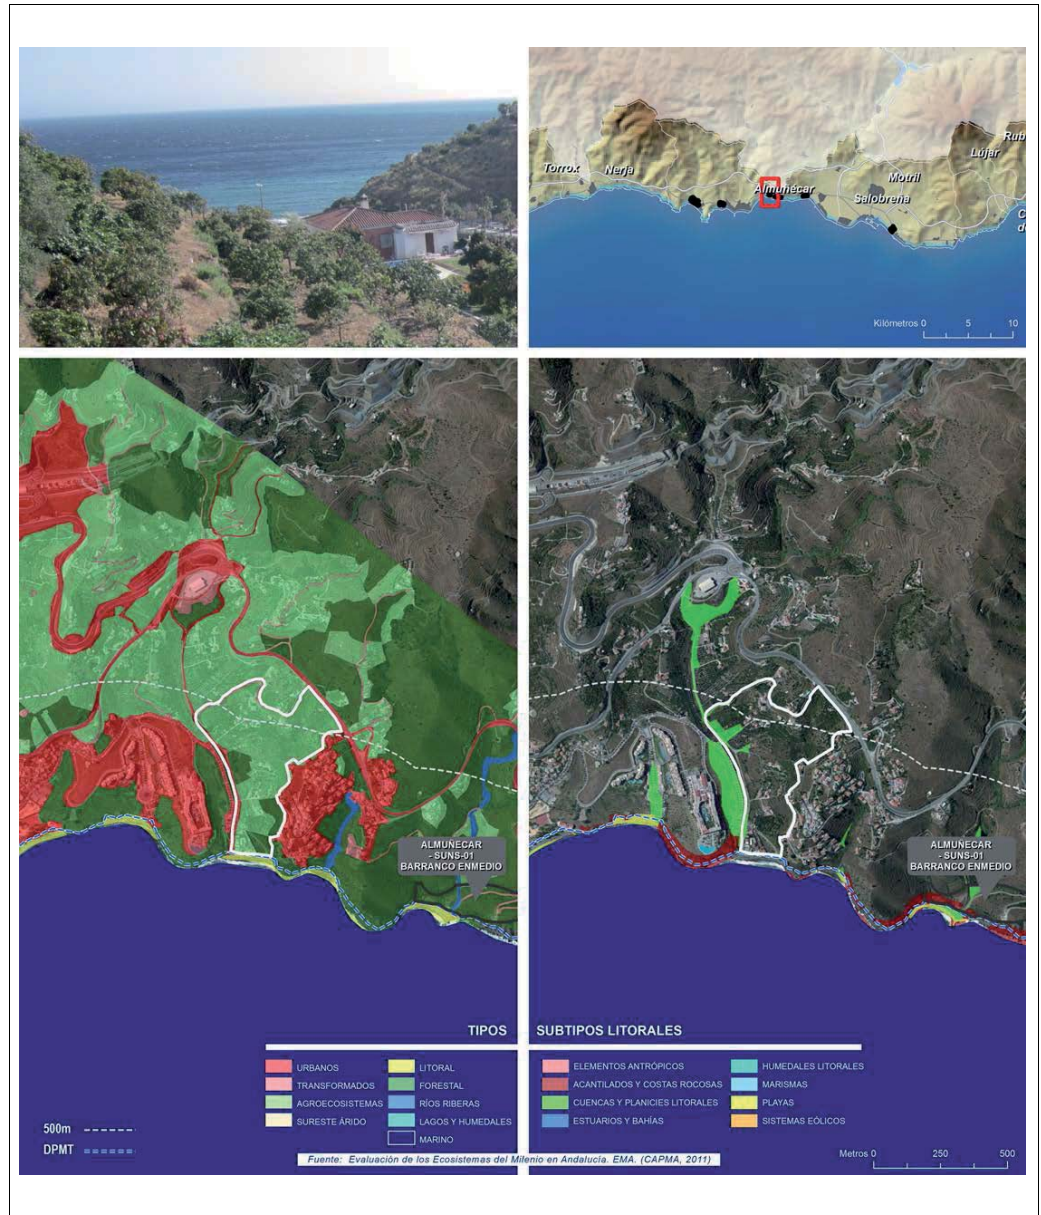 Torrox
Nerja
Almuñécar
Motril
Salobreña
Lújar
Rub
C
d
Kilómetros 0 5 10
ALMUÑECAR
- SUNS-01
BARRANCO ENMEDIO
ALMUÑECAR
- SUNS-01
BARRANCO ENMEDIO
TIPOS
URBANOS
TRANSFORMADOS
AGROECOSISTEMAS
SURESTE ÁRIDO
LITORAL
FORESTAL
RÍOS RIBERAS
LAGOS Y HUMEDALES
MARINO
500m
DPMT
SUBTIPOS LITORALES
ELEMENTOS ANTRÓPICOS
ACANTILADOS Y COSTAS ROCOSAS
CUENCAS Y PLANICIES LITORALES
ESTUARIOS Y BAHÍAS
HUMEDALES LITORALES
MARISMAS
PLAYAS
SISTEMAS EÓLICOS
Metros 0 250 500
Fuente: Evaluación de los Ecosistemas del Milenio en Andalucía. EMA. (CAPMA, 2011)